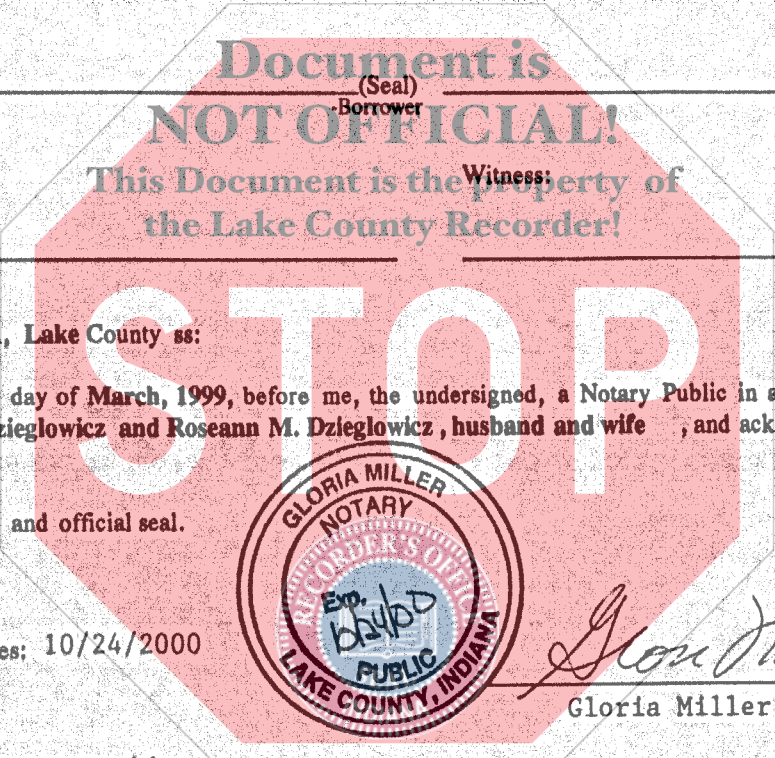 Document is
(Seal)
-Borrower
NOT OFFICIAL!
Witness:
This Document is the property of
the Lake County Recorder!
STOP
, Lake County ss:
day of March, 1999, before me, the undersigned, a Notary Public in a
zieglowicz and Roseann M. Dzieglowicz , husband and wife , and ack
and official seal.
GLORIA MILLER
NOTARY
RECORDER'S OFFIC
Exp.
10/24/00
PUBLIC
LAKE COUNTY, INDIANA
es: 10/24/2000
Gloria Miller